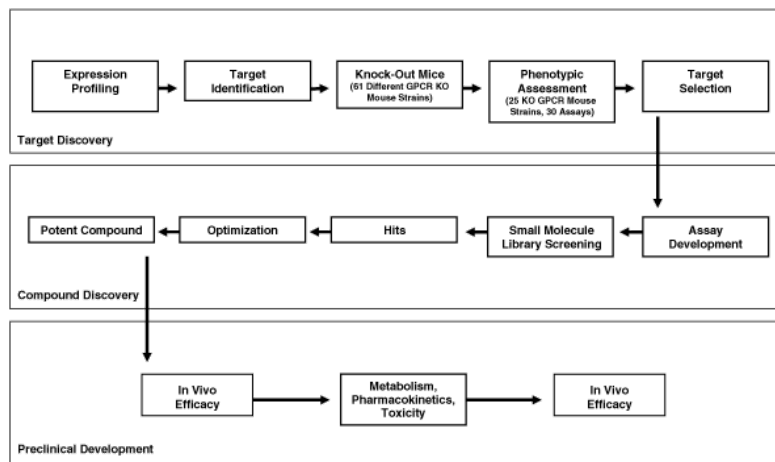 Expression
Profiling
Target
Identification
Knock-Out Mice
(61 Different GPCR KO
Mouse Strains)
Phenotypic
Assessment
(25 KO GPCR Mouse
Strains, 30 Assays)
Target
Selection
Target Discovery
Potent Compound
Optimization
Hits
Small Molecule
Library Screening
Assay
Development
Compound Discovery
In Vivo
Efficacy
Metabolism,
Pharmacokinetics,
Toxicity
In Vivo
Efficacy
Preclinical Development